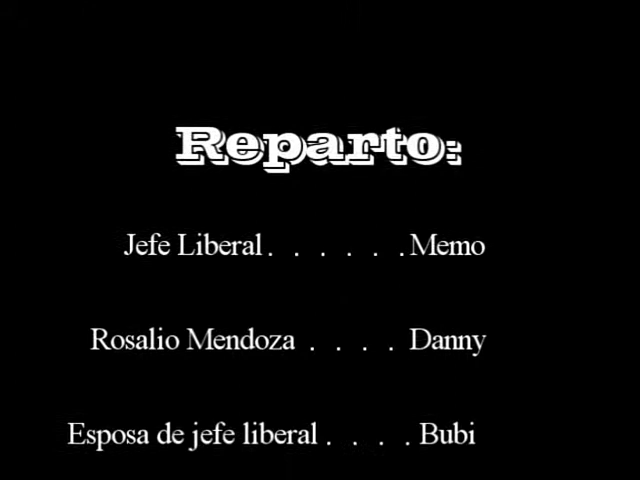 Reparto:
Jefe Liberal . . . . . . Memo
Rosalio Mendoza . . . . Danny
Esposa de jefe liberal . . . . Bubi